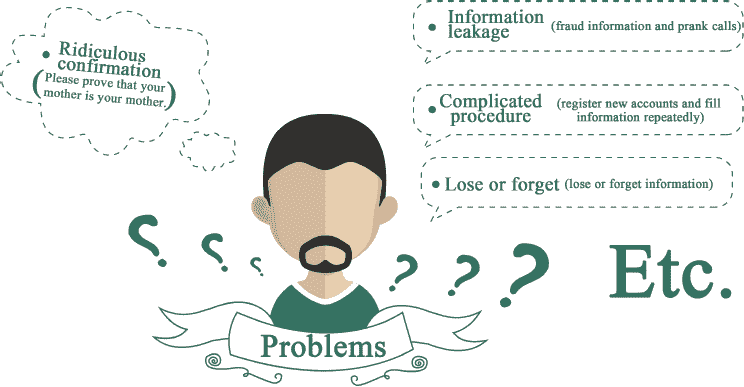 • Ridiculous
confirmation
(Please prove that your
mother is your mother.)
• Information
leakage (fraud information and prank calls)
• Complicated
procedure (register new accounts and fill
information repeatedly)
• Lose or forget (lose or forget information)
? ? ? ? ? ?
Etc.
Problems